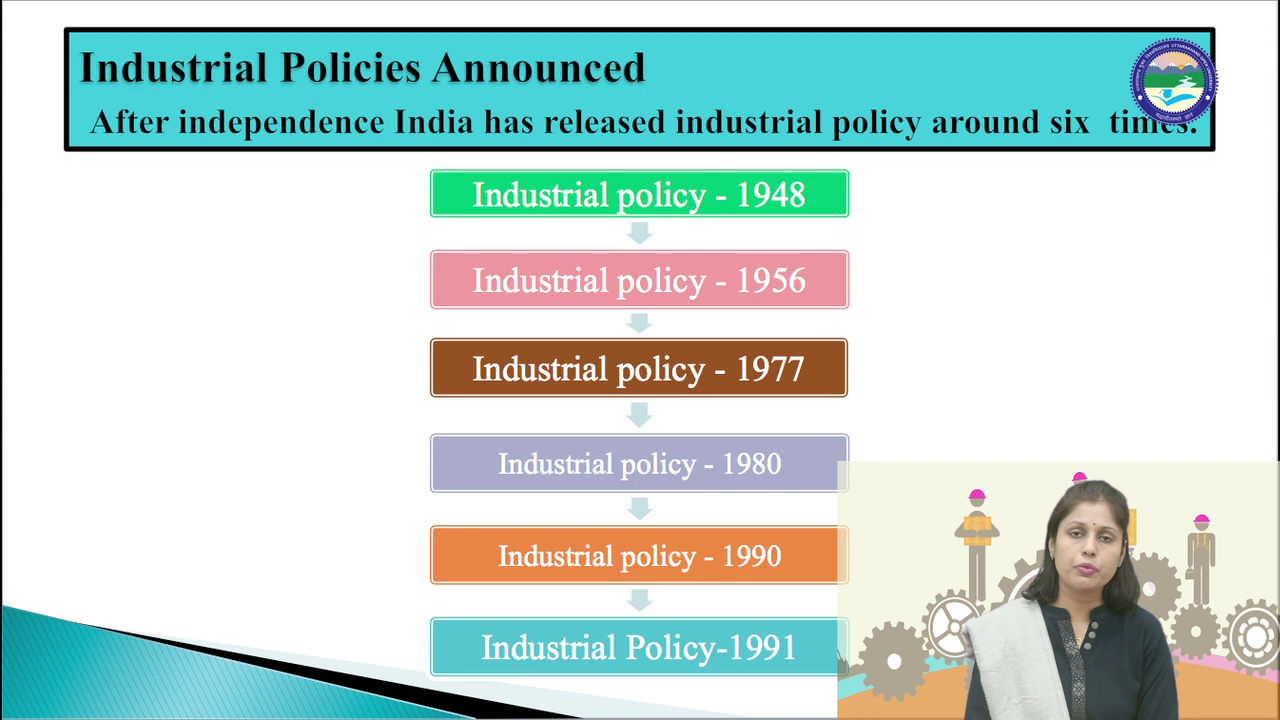 Industrial Policies Announced
After independence India has released industrial policy around six times.
Industrial policy - 1948
Industrial policy - 1956
Industrial policy - 1977
Industrial policy - 1980
Industrial policy - 1990
Industrial Policy-1991